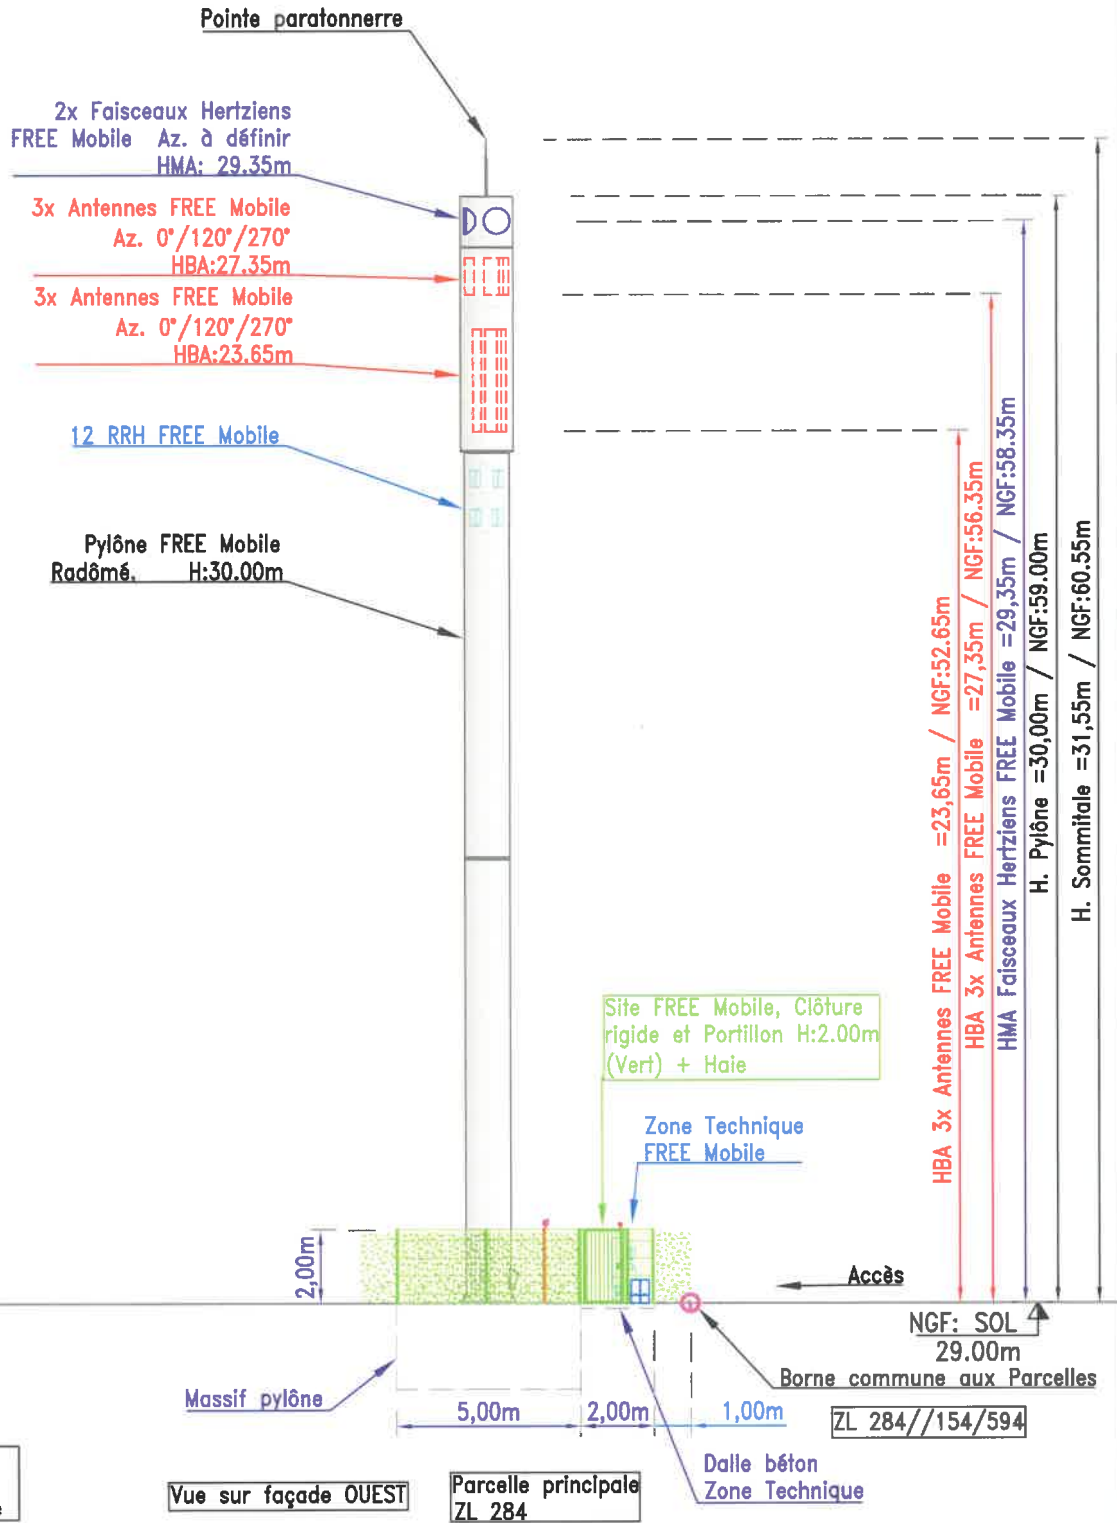 Pointe paratonnerre
2x Faisceaux Hertziens
FREE Mobile Az. à définir
HMA: 29.35m
3x Antennes FREE Mobile
Az. 0°/120°/270°
HBA:27.35m
3x Antennes FREE Mobile
Az. 0°/120°/270°
HBA:23.65m
12 RRH FREE Mobile
Pylône FREE Mobile
Radômé. H:30.00m
HBA 3x Antennes FREE Mobile =23,65m / NGF:52.65m
HBA 3x Antennes FREE Mobile =27,35m / NGF:56.35m
HMA Faisceaux Hertziens FREE Mobile =29,35m / NGF:58.35m
H. Pylône =30,00m / NGF:59.00m
H. Sommitale =31,55m / NGF:60.55m
Site FREE Mobile, Clôture
rigide et Portillon H:2.00m
(Vert) + Haie
Zone Technique
FREE Mobile
2,00m
Accès
NGF: SOL
29.00m
Borne commune aux Parcelles
ZL 284//154/594
Massif pylône
5,00m
2,00m
1,00m
Dalle béton
Zone Technique
Vue sur façade OUEST
Parcelle principale
ZL 284